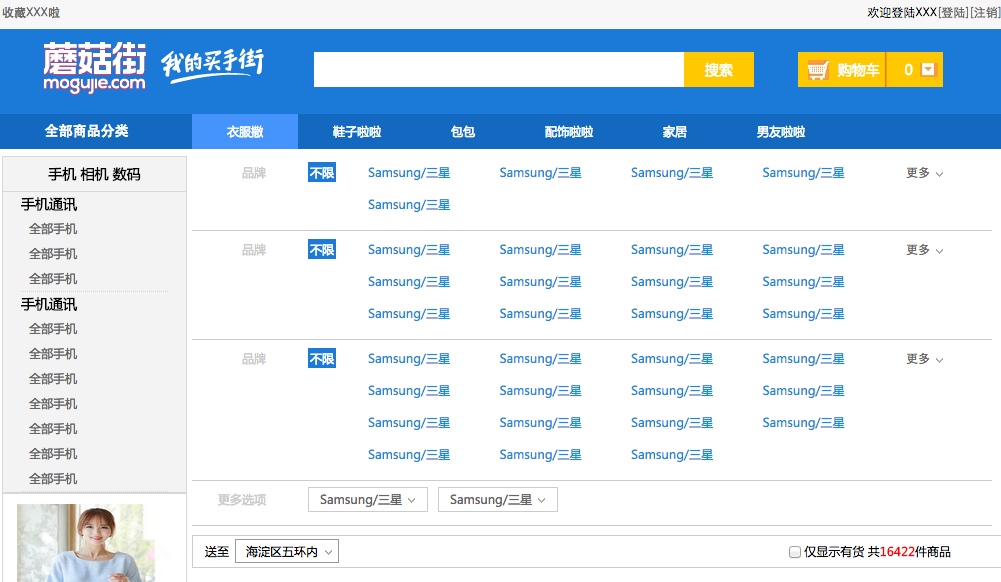 收藏XXX啦
欢迎登陆XXX[登陆][注销]
蘑菇街
mogujie.com
我的买手街
搜索
购物车 0
全部商品分类 衣服撒 鞋子啦啦 包包 配饰啦啦 家居 男友啦啦
手机 相机 数码
手机通讯
全部手机
全部手机
全部手机
手机通讯
全部手机
全部手机
全部手机
全部手机
全部手机
全部手机
全部手机
品牌 不限 Samsung/三星 Samsung/三星 Samsung/三星 Samsung/三星 更多
Samsung/三星
品牌 不限 Samsung/三星 Samsung/三星 Samsung/三星 Samsung/三星 更多
Samsung/三星 Samsung/三星 Samsung/三星 Samsung/三星
Samsung/三星 Samsung/三星 Samsung/三星 Samsung/三星
品牌 不限 Samsung/三星 Samsung/三星 Samsung/三星 Samsung/三星 更多
Samsung/三星 Samsung/三星 Samsung/三星 Samsung/三星
Samsung/三星 Samsung/三星 Samsung/三星 Samsung/三星
Samsung/三星 Samsung/三星 Samsung/三星
更多选项 Samsung/三星 Samsung/三星
送至 海淀区五环内 仅显示有货 共16422件商品